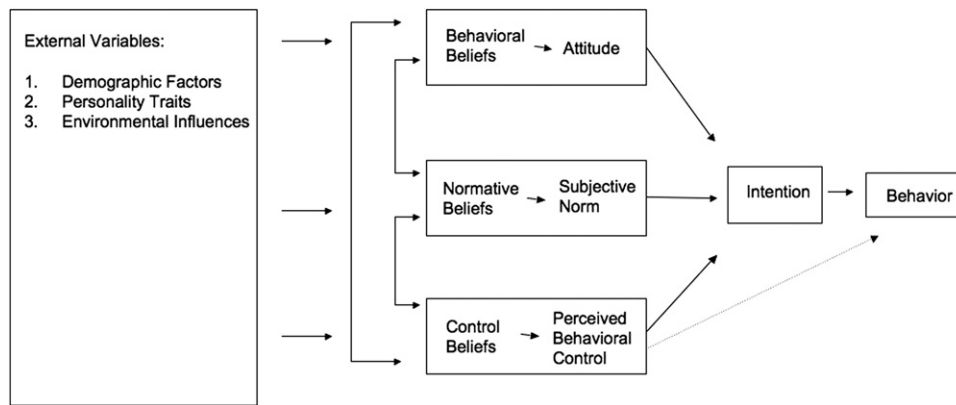 External Variables:
1. Demographic Factors
2. Personality Traits
3. Environmental Influences
Behavioral
Beliefs
Attitude
Normative
Beliefs
Subjective
Norm
Control
Beliefs
Perceived
Behavioral
Control
Intention
Behavior